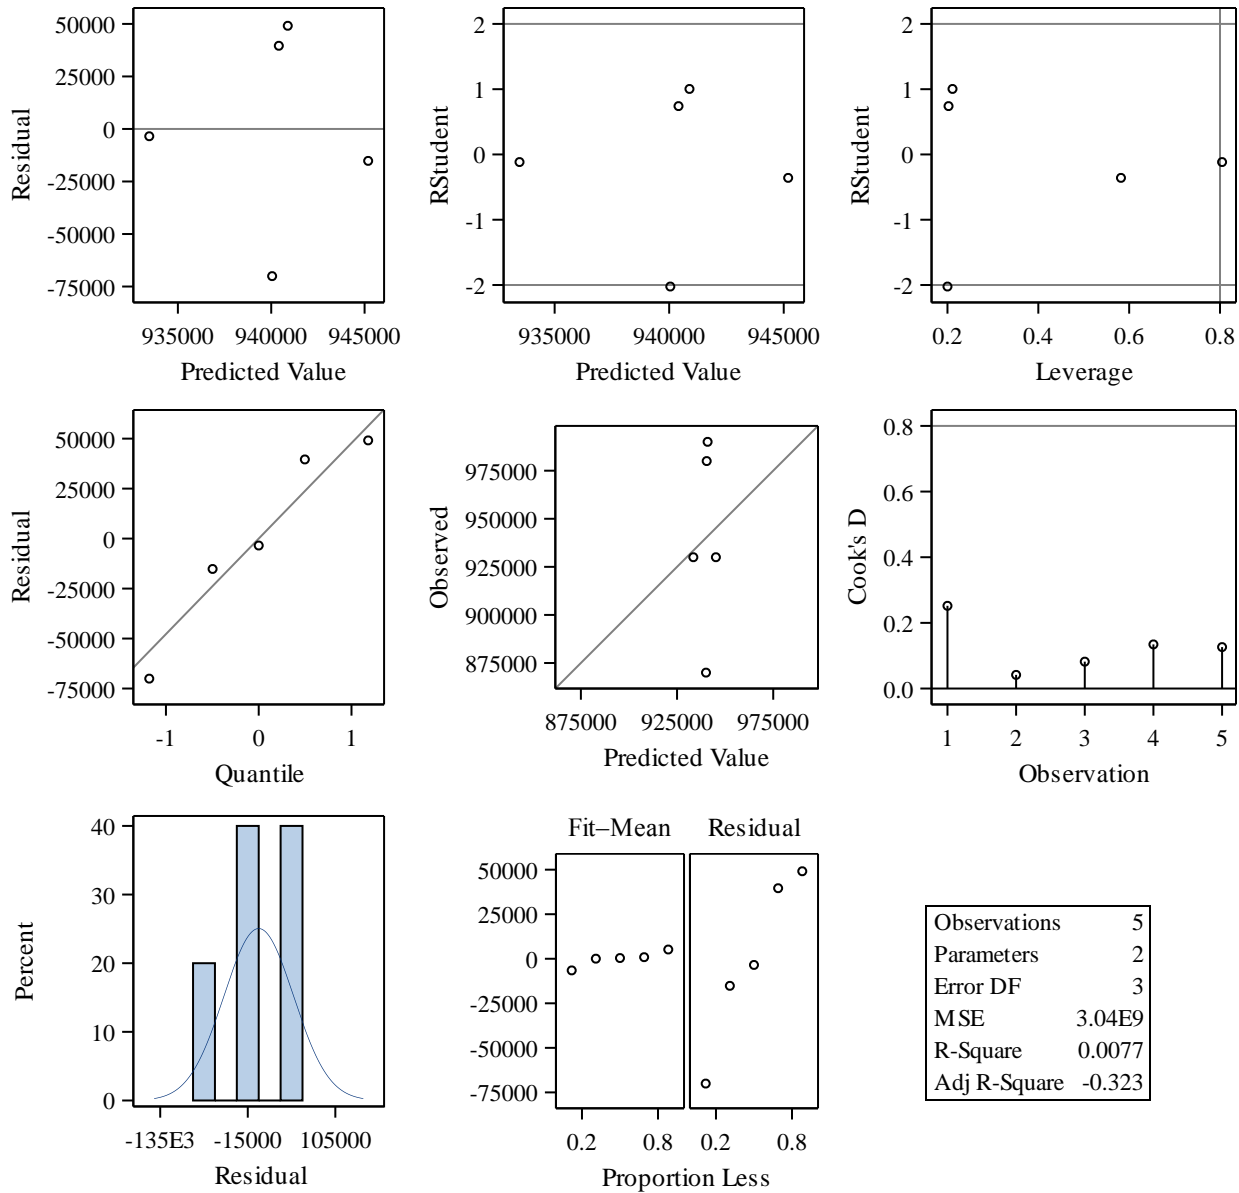 50000
25000
0
-25000
-50000
-75000
Residual
935000 940000 945000
Predicted Value
2
1
0
-1
-2
RStudent
935000 940000 945000
Predicted Value
2
1
0
-1
-2
RStudent
0.2 0.4 0.6 0.8
Leverage
50000
25000
0
-25000
-50000
-75000
Residual
-1 0 1
Quantile
975000
950000
925000
900000
875000
Observed
875000 925000 975000
Predicted Value
0.8
0.6
0.4
0.2
0.0
Cook's D
1 2 3 4 5
Observation
40
30
20
10
0
Percent
-135E3 -15000 105000
Residual
Fit–Mean Residual
50000
25000
0
-25000
-50000
-75000
0.2 0.8 0.2 0.8
Proportion Less
Observations 5
Parameters 2
Error DF 3
MSE 3.04E9
R-Square 0.0077
Adj R-Square -0.323